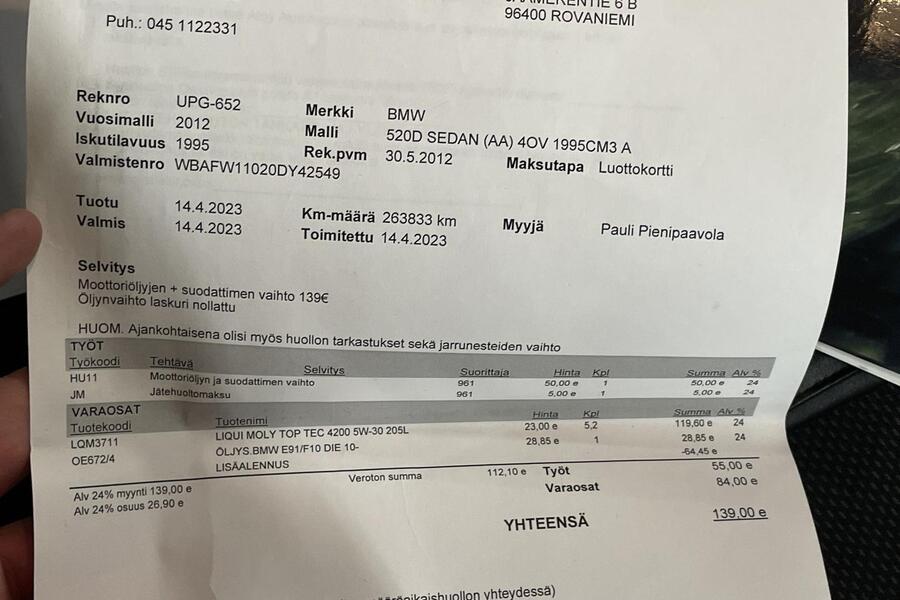 6 B
96400 ROVANIEMI
Puh.: 045 1122331
Reknro UPG-652 Merkki BMW
Vuosimalli 2012 Malli 520D SEDAN (AA) 4OV 1995CM3 A
Iskutilavuus 1995 Rek.pvm 30.5.2012 Maksutapa Luottokortti
Valmistenro WBAFW11020DY42549
Tuotu 14.4.2023 Km-määrä 263833 km Myyjä Pauli Pienipaavola
Valmis 14.4.2023 Toimitettu 14.4.2023
Selvitys
Moottoriöljyjen + suodattimen vaihto 139€
Öljynvaihto laskuri nollattu
HUOM. Ajankohtaisena olisi myös huollon tarkastukset sekä jarrunesteiden vaihto
TYÖT
Työkoodi Tehtävä Selvitys Suorittaja Hinta Kpl Summa Alv %
HU11 Moottoriöljyn ja suodattimen vaihto 961 50,00 e 1 50,00 e 24
JM Jätehuoltomaksu 961 5,00 e 1 5,00 e 24
VARAOSAT
Tuotekoodi Tuotenimi Hinta Kpl Summa Alv %
LQM3711 LIQUI MOLY TOP TEC 4200 5W-30 205L 23,00 e 5,2 119,60 e 24
OE672/4 ÖLJYS.BMW E91/F10 DIE 10- 28,85 e 1 28,85 e 24
LISÄALENNUS -64,45 e
Alv 24% myynti 139,00 e Veroton summa 112,10 e Työt 55,00 e
Alv 24% osuus 26,90 e Varaosat 84,00 e
YHTEENSÄ 139,00 e
yhteydessä)